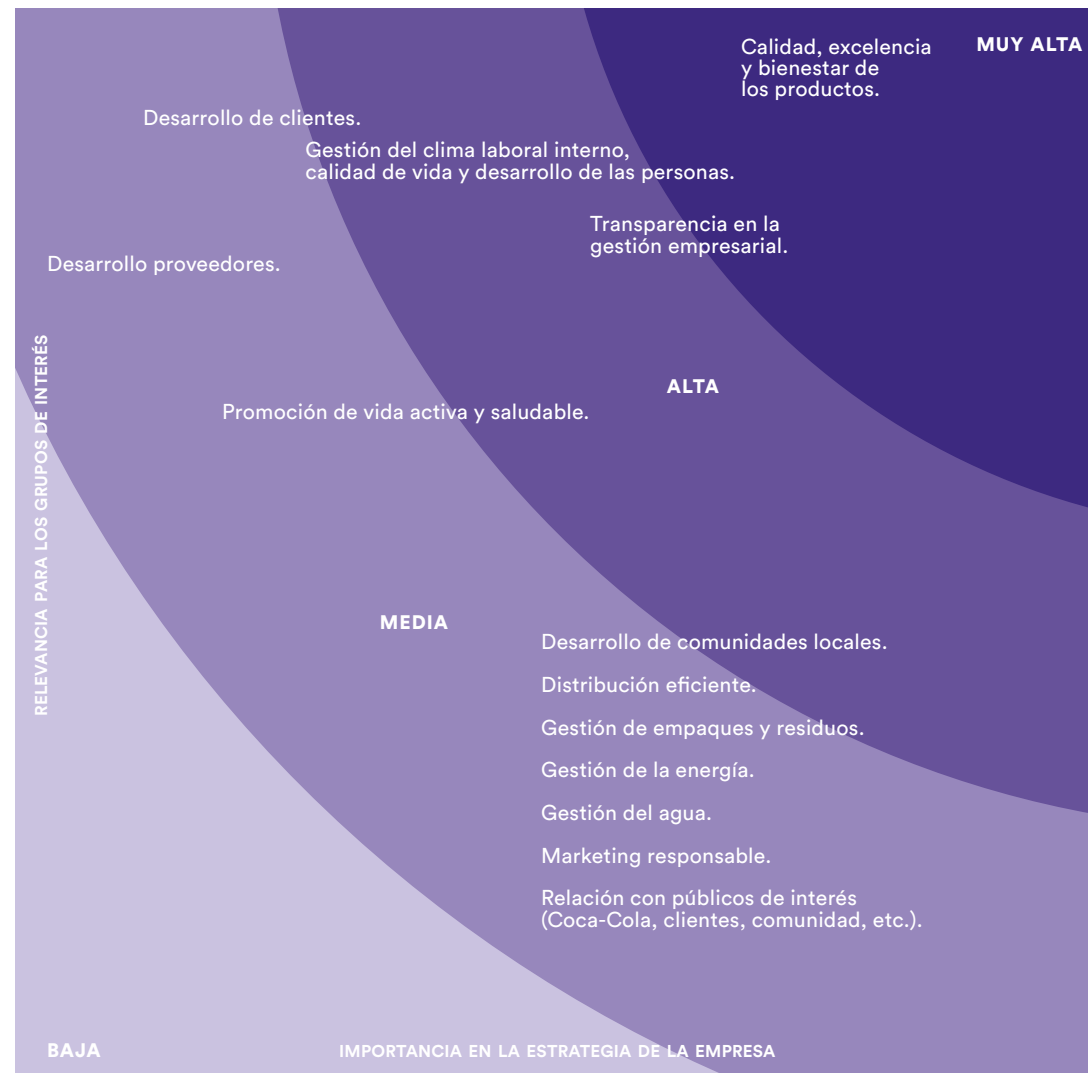 Calidad, excelencia
y bienestar de
los productos.
MUY ALTA
Desarrollo de clientes.
Gestión del clima laboral interno,
calidad de vida y desarrollo de las personas.
Transparencia en la
gestión empresarial.
Desarrollo proveedores.
RELEVANCIA PARA LOS GRUPOS DE INTERÉS
ALTA
Promoción de vida activa y saludable.
MEDIA
Desarrollo de comunidades locales.
Distribución eficiente.
Gestión de empaques y residuos.
Gestión de la energía.
Gestión del agua.
Marketing responsable.
Relación con públicos de interés
(Coca-Cola, clientes, comunidad, etc.).
BAJA
IMPORTANCIA EN LA ESTRATEGIA DE LA EMPRESA